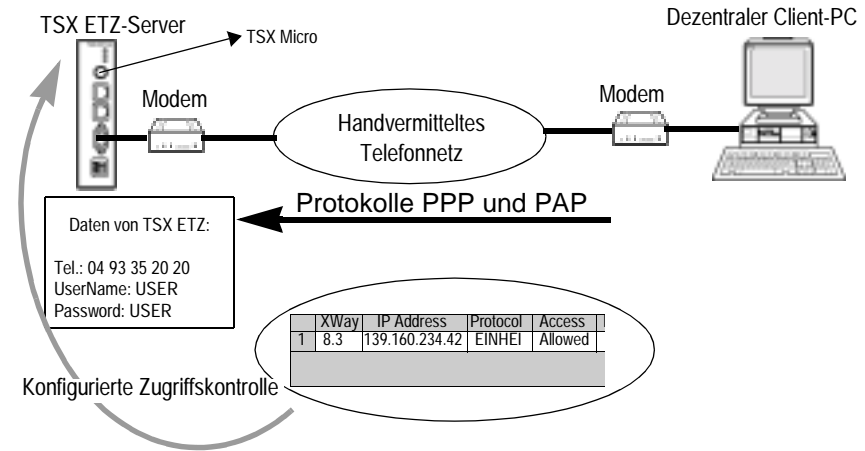 TSX ETZ-Server
TSX Micro
Dezentraler Client-PC
Modem
Modem
Handvermitteltes
Telefonnetz
Protokolle PPP und PAP
Daten von TSX ETZ:
Tel.: 04 93 35 20 20
UserName: USER
Password: USER
XWay IP Address Protocol Access
1 8.3 139.160.234.42 EINHEI Allowed
Konfigurierte Zugriffskontrolle